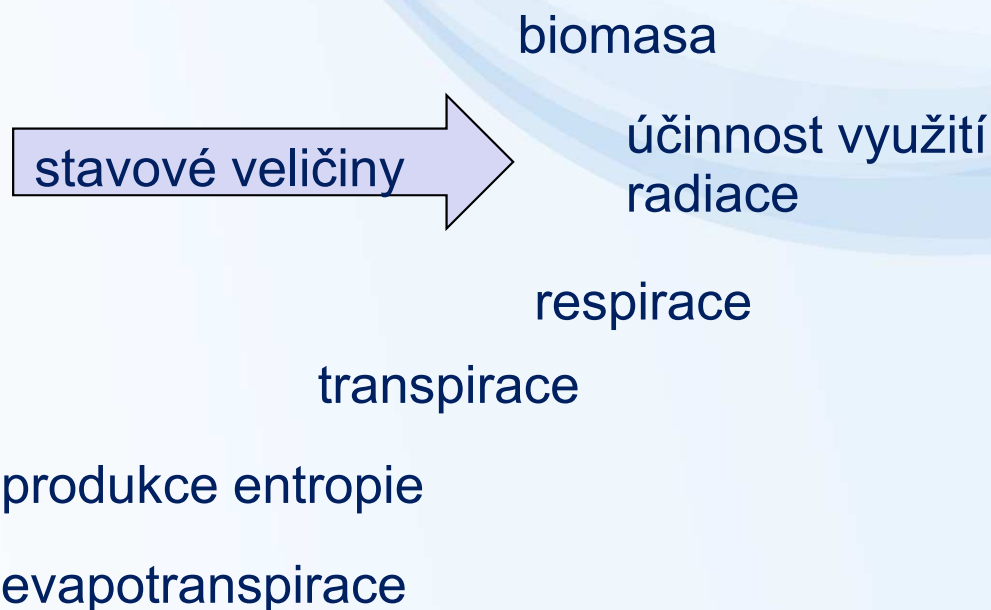 biomasa
stavové veličiny
účinnost využití
radiace
respirace
transpirace
produkce entropie
evapotranspirace